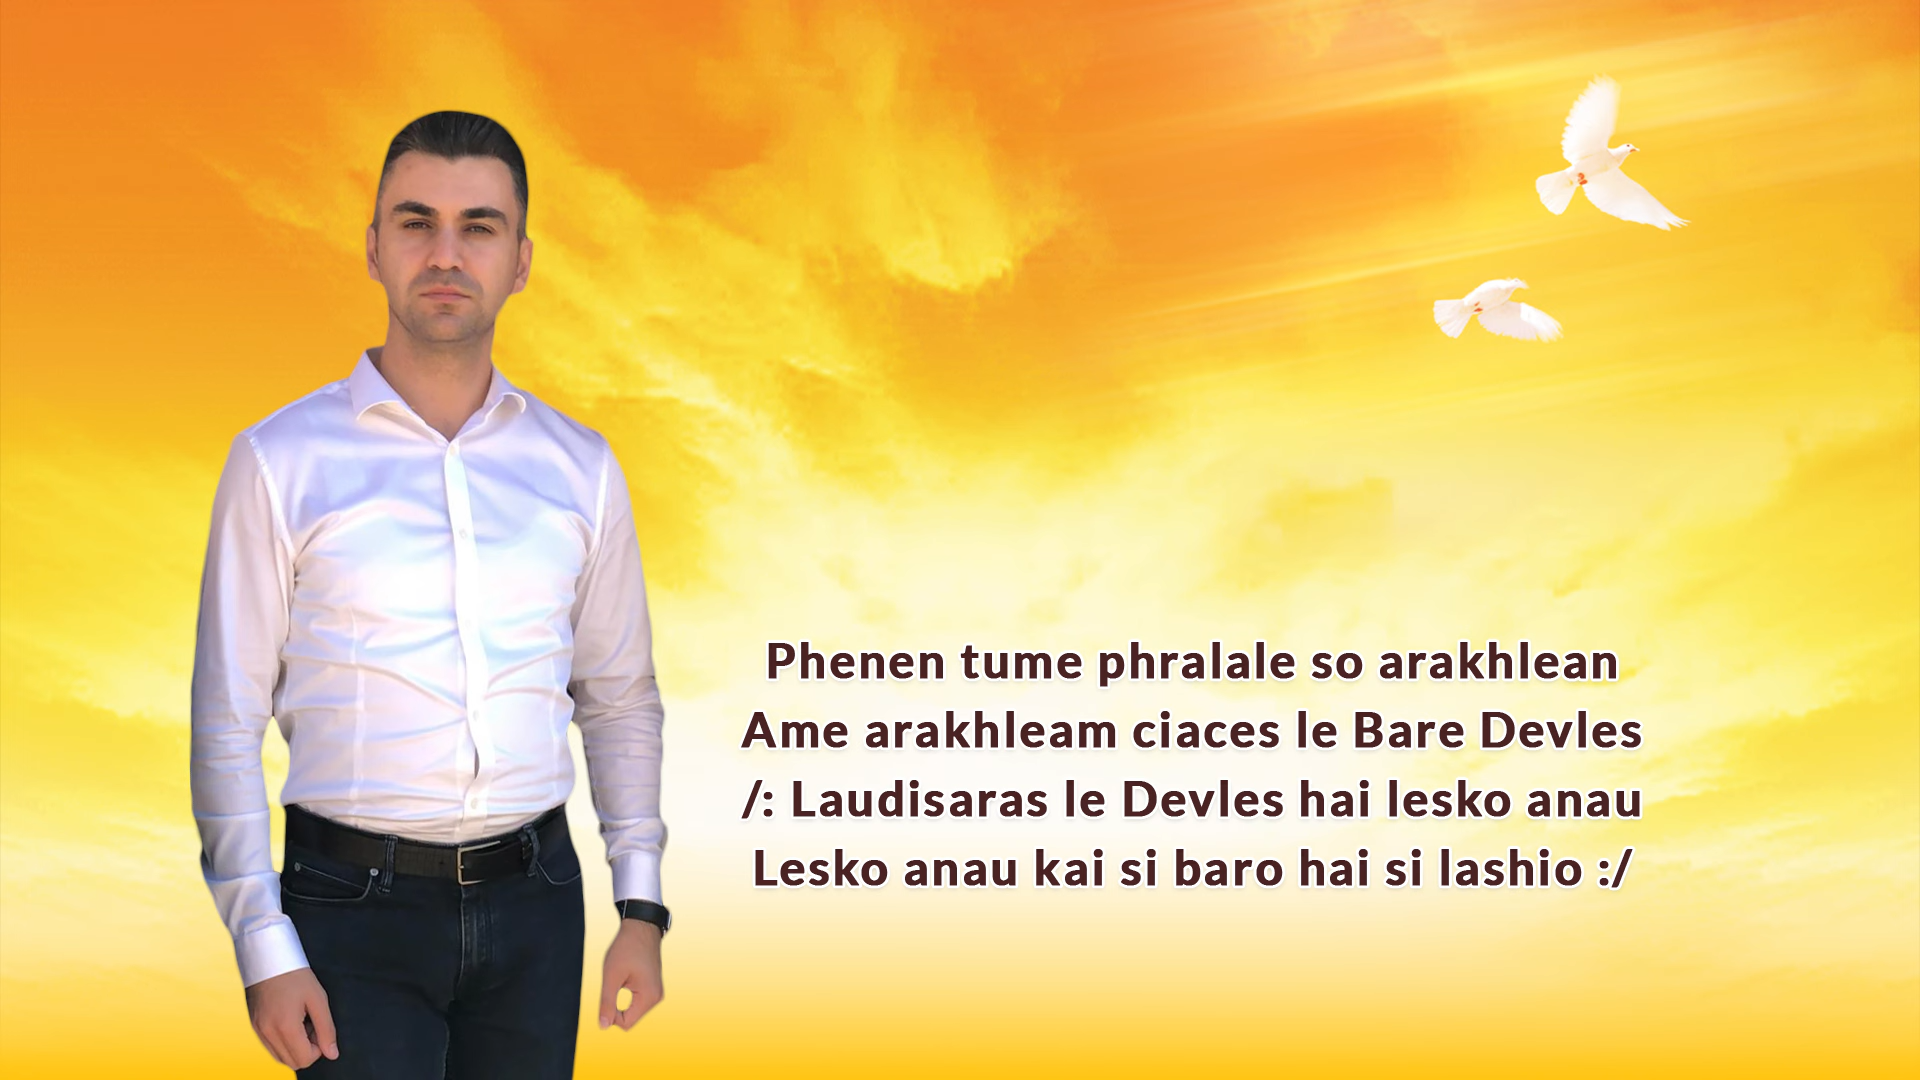 Phenen tume phralale so arakhlean
Ame arakhleam ciaces le Bare Devles
/: Laudisaras le Devles hai lesko anau
Lesko anau kai si baro hai si lashio :/